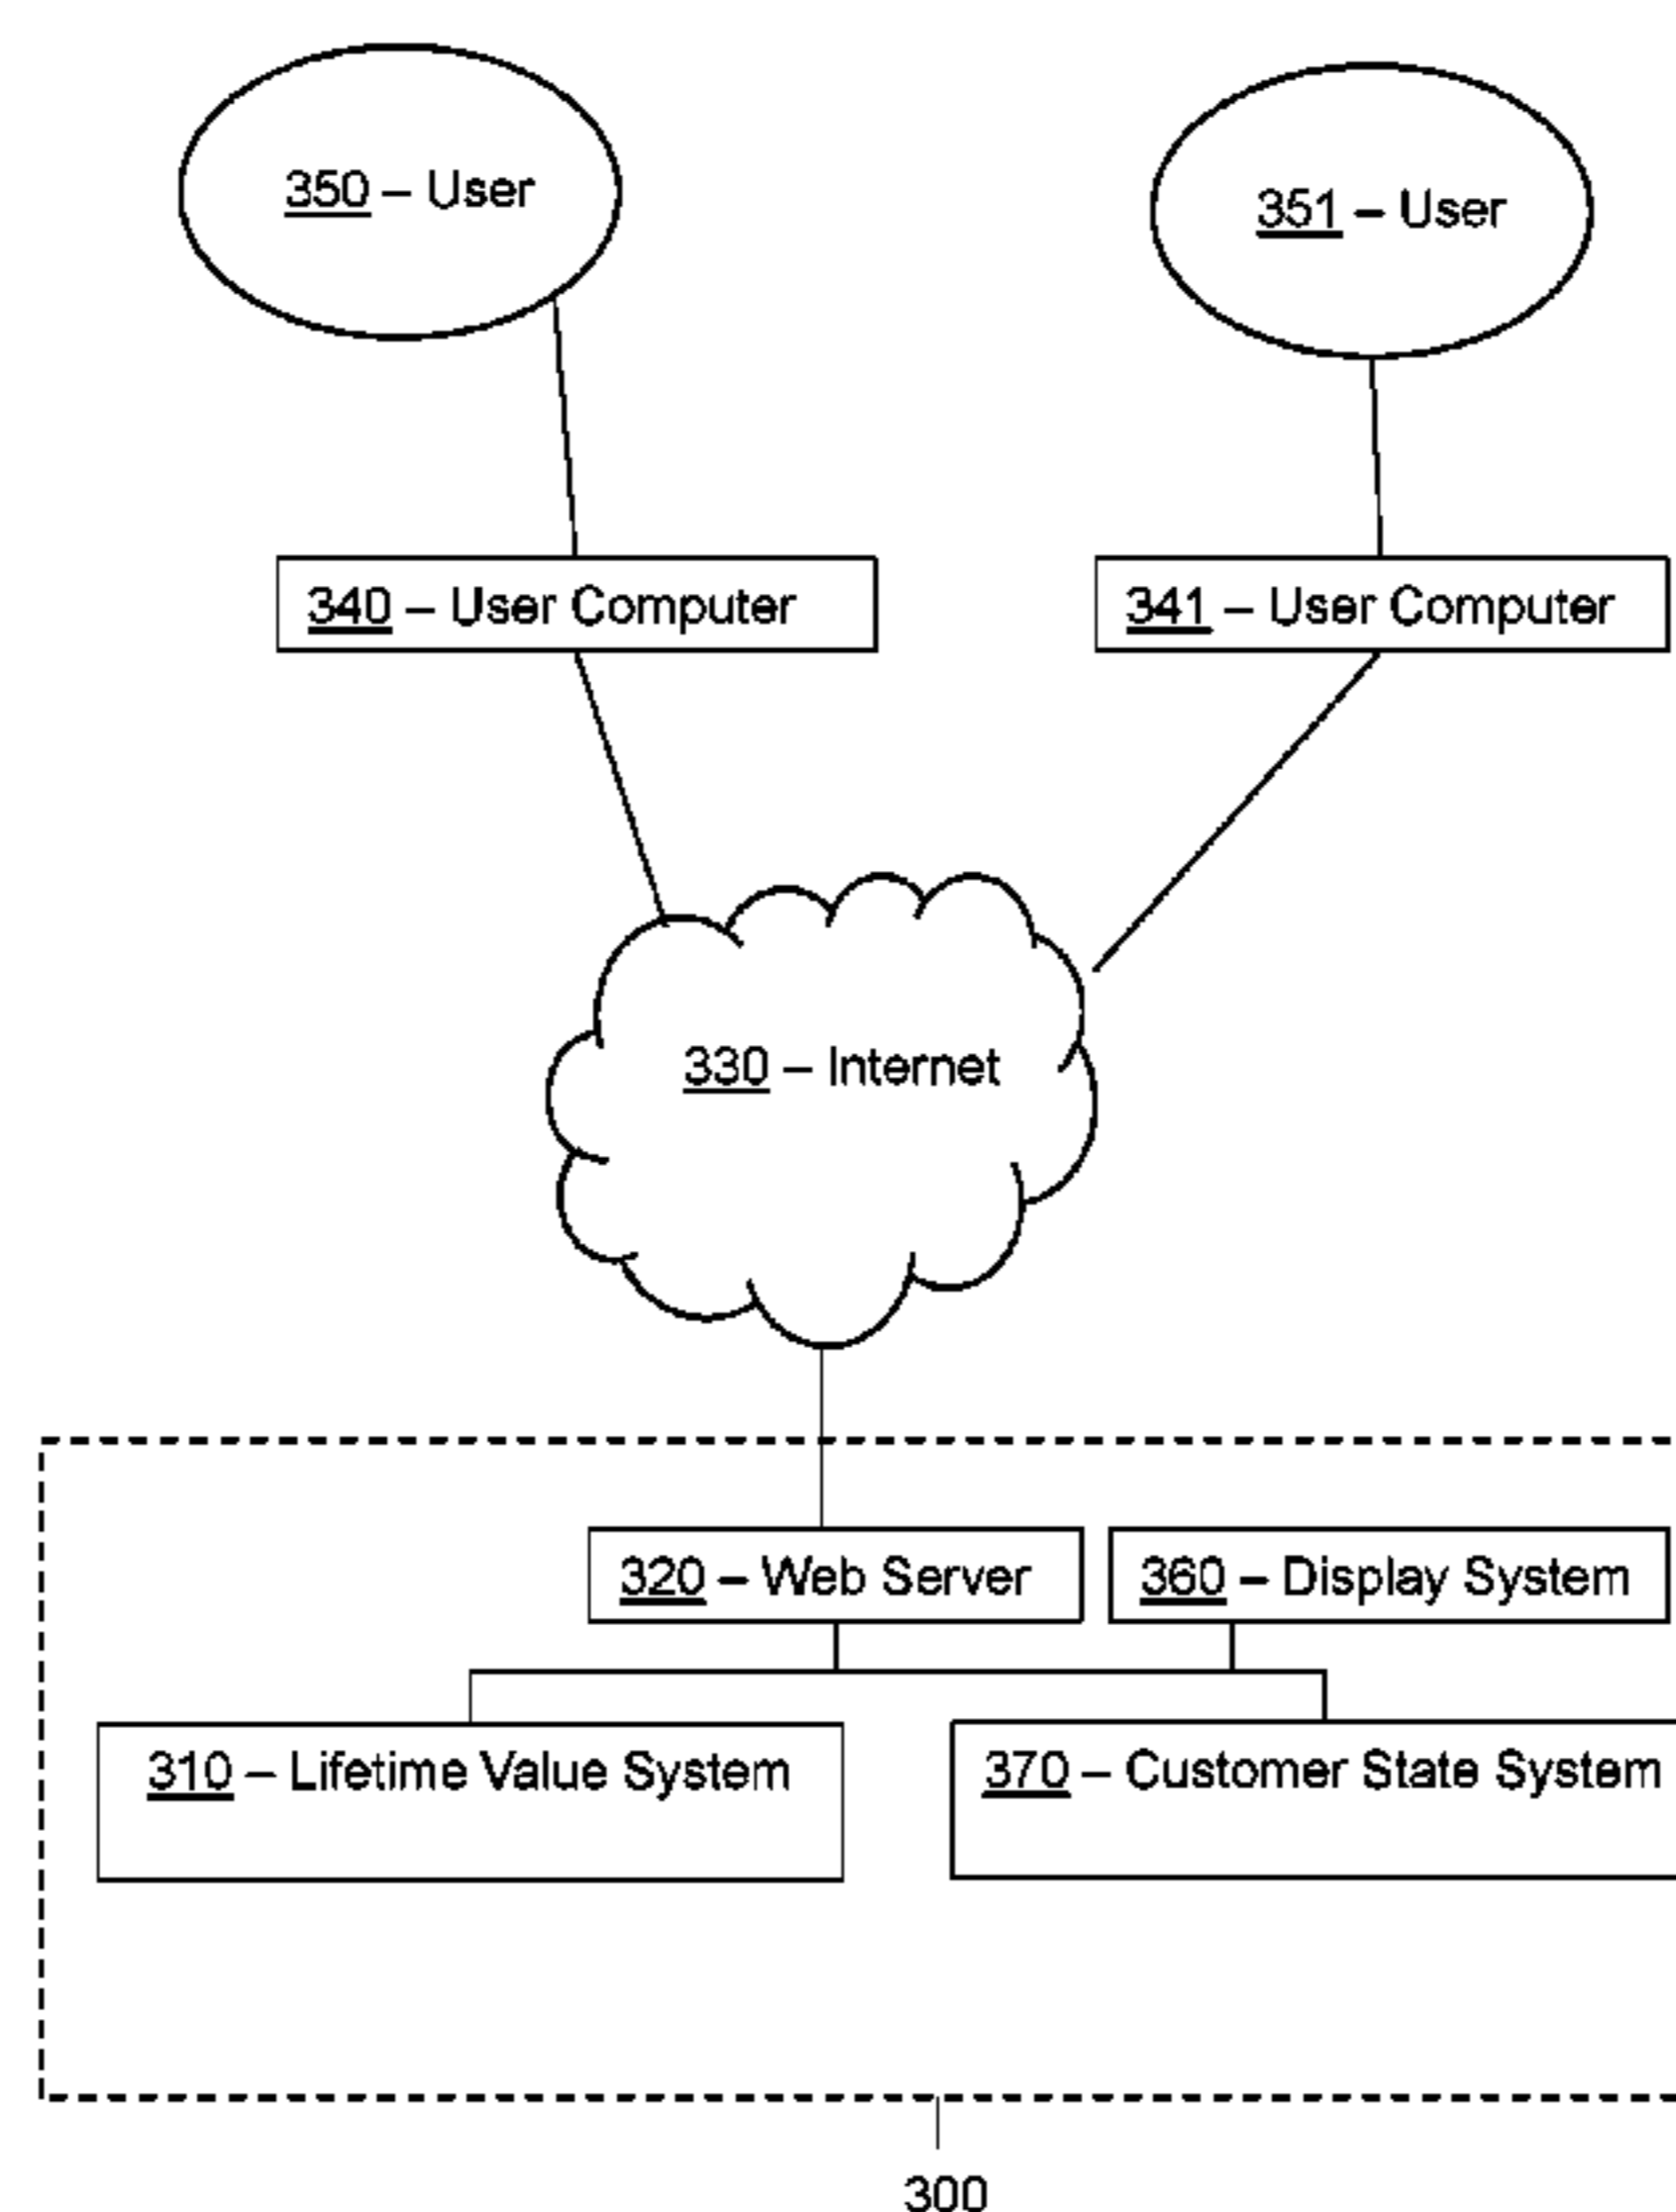 350 – User
351 – User
340 – User Computer
341 – User Computer
330 – Internet
320 – Web Server
360 – Display System
310 – Lifetime Value System
370 – Customer State System
300